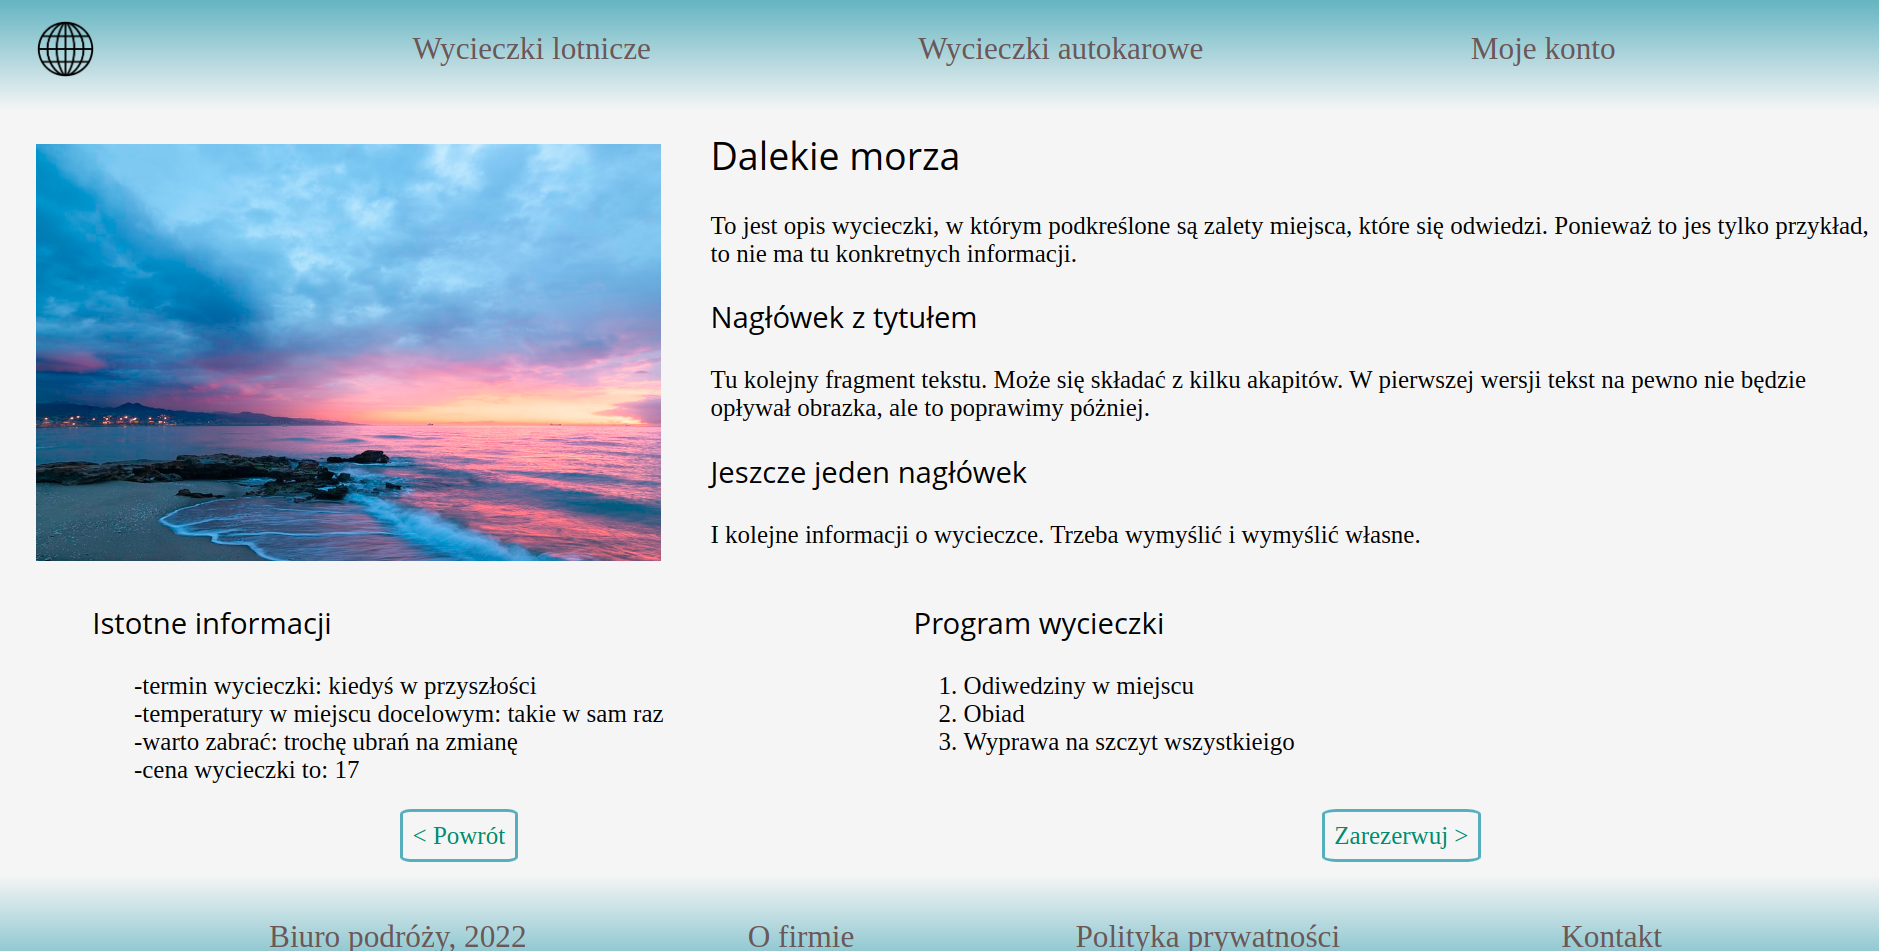 Wycieczki lotnicze
Wycieczki autokarowe
Moje konto
Dalekie morza
To jest opis wycieczki, w którym podkreślone są zalety miejsca, które się odwiedzi. Ponieważ to jes tylko przykład,
to nie ma tu konkretnych informacji.
Nagłówek z tytułem
Tu kolejny fragment tekstu. Może się składać z kilku akapitów. W pierwszej wersji tekst na pewno nie będzie
opływał obrazka, ale to poprawimy póżniej.
Jeszcze jeden nagłówek
I kolejne informacji o wycieczce. Trzeba wymyślić i wymyślić własne.
Istotne informacji
-termin wycieczki: kiedyś w przyszłości
-temperatury w miejscu docelowym: takie w sam raz
-warto zabrać: trochę ubrań na zmianę
-cena wycieczki to: 17
Program wycieczki
1. Odiwedziny w miejscu
2. Obiad
3. Wyprawa na szczyt wszystkieigo
< Powrót
Zarezerwuj >
Biuro podróży, 2022
O firmie
Polityka prywatności
Kontakt